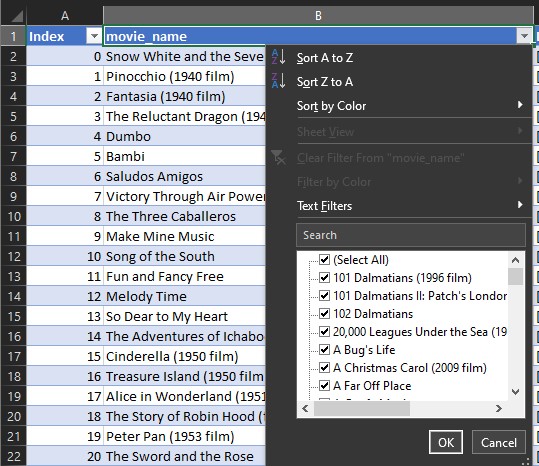 A B
1 Index movie_name
2 0 Snow White and the Seve
3 1 Pinocchio (1940 film)
4 2 Fantasia (1940 film)
5 3 The Reluctant Dragon (194
6 4 Dumbo
7 5 Bambi
8 6 Saludos Amigos
9 7 Victory Through Air Power
10 8 The Three Caballeros
11 9 Make Mine Music
12 10 Song of the South
13 11 Fun and Fancy Free
14 12 Melody Time
15 13 So Dear to My Heart
16 14 The Adventures of Ichabo
17 15 Cinderella (1950 film)
18 16 Treasure Island (1950 film
19 17 Alice in Wonderland (1951
20 18 The Story of Robin Hood (
21 19 Peter Pan (1953 film)
22 20 The Sword and the Rose
Sort A to Z
Sort Z to A
Sort by Color
Sheet View
Clear Filter From "movie_name"
Filter by Color
Text Filters
Search
(Select All)
101 Dalmatians (1996 film)
101 Dalmatians II: Patch's London
102 Dalmatians
20,000 Leagues Under the Sea (19
A Bug's Life
A Christmas Carol (2009 film)
A Far Off Place
OK Cancel